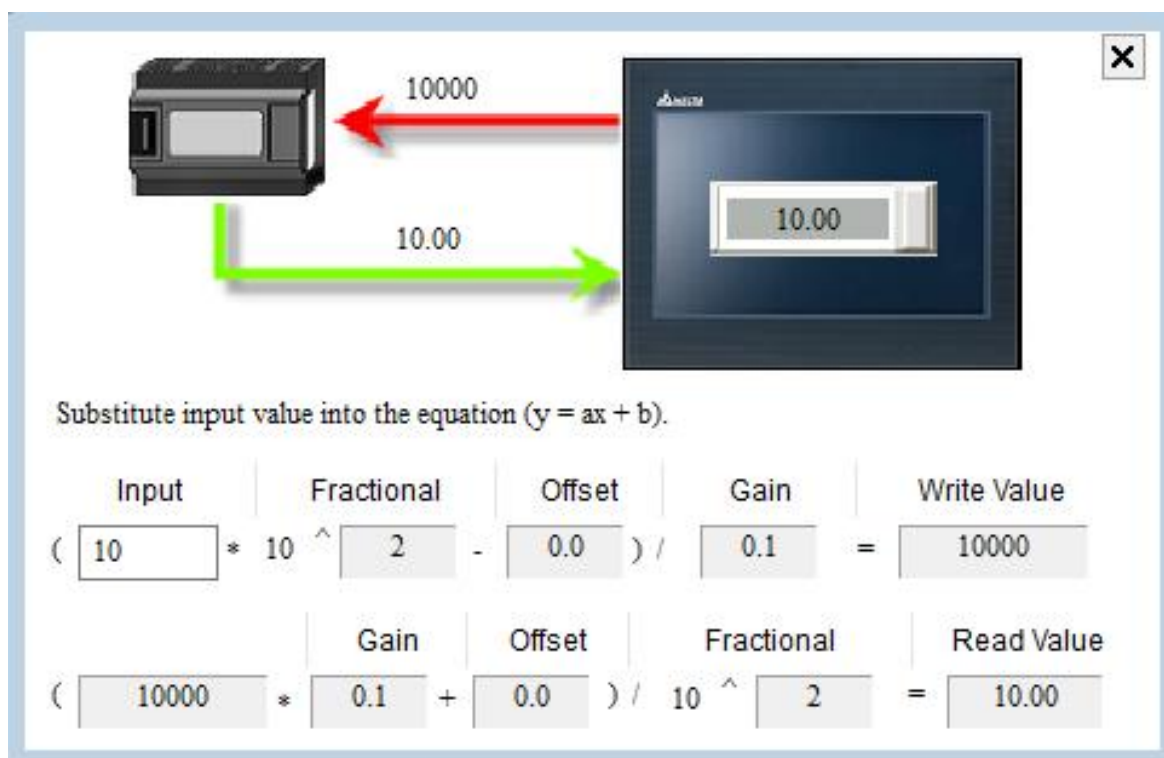 10000
DELTA
10.00
10.00
Substitute input value into the equation (y = ax + b).
Input Fractional Offset Gain Write Value
( 10 * 10 ^ 2 - 0.0 ) / 0.1 = 10000
Gain Offset Fractional Read Value
( 10000 * 0.1 + 0.0 ) / 10 ^ 2 = 10.00